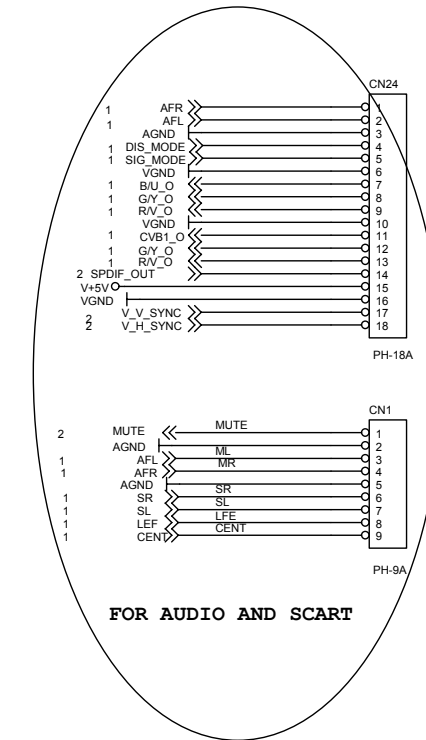 CN24
1 AFR 1
1 AFL 2
AGND 3
1 DIS_MODE 4
1 SIG_MODE 5
VGND 6
1 B/U_O 7
1 G/Y_O 8
1 R/V_O 9
VGND 10
1 CVB1_O 11
1 G/Y_O 12
1 R/V_O 13
2 SPDIF_OUT 14
V+5V 15
VGND 16
2 V_V_SYNC 17
2 V_H_SYNC 18
PH-18A
CN1
2 MUTE MUTE 1
AGND 2
1 AFL ML 3
1 AFR MR 4
AGND 5
1 SR SR 6
1 SL SL 7
1 LEF LFE 8
1 CENT CENT 9
PH-9A
FOR AUDIO AND SCART